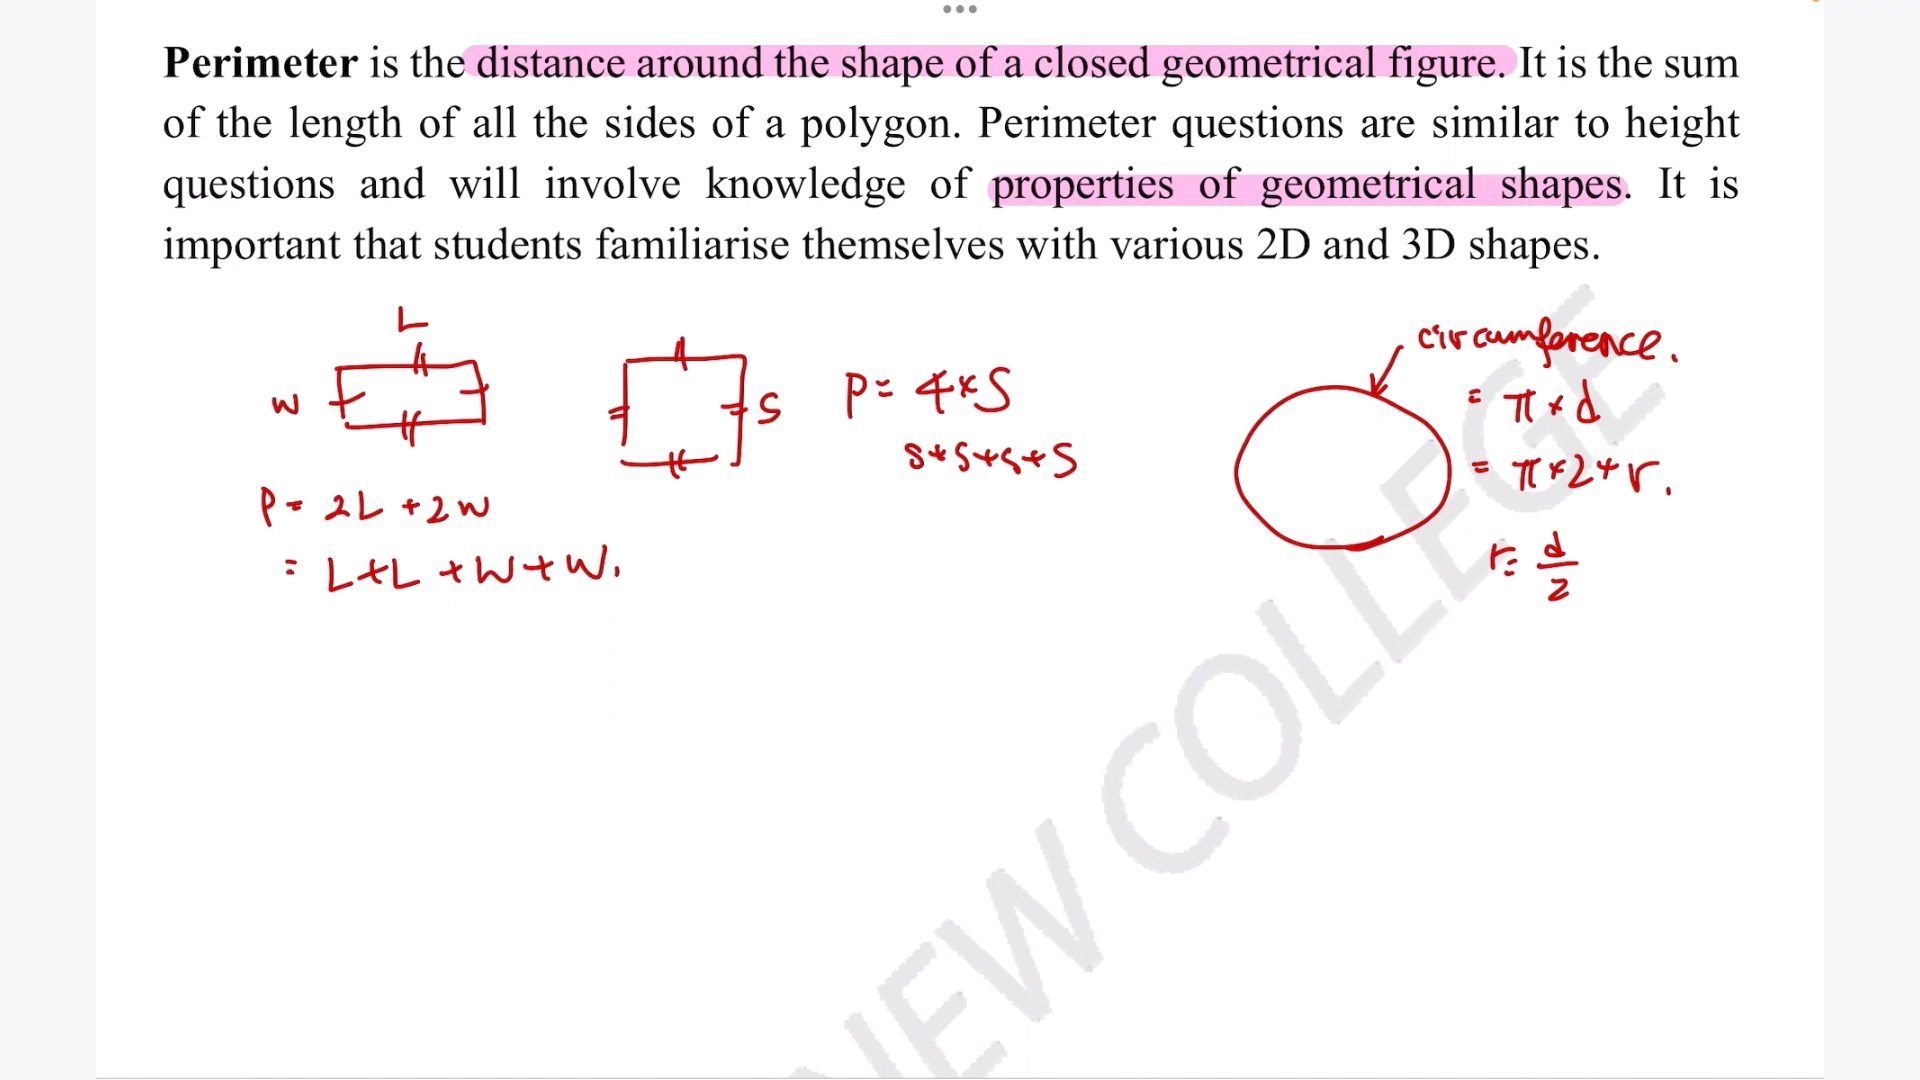 Perimeter is the distance around the shape of a closed geometrical figure. It is the sum
of the length of all the sides of a polygon. Perimeter questions are similar to height
questions and will involve knowledge of properties of geometrical shapes. It is
important that students familiarise themselves with various 2D and 3D shapes.
L
W
P = 2L + 2W
= L+L +W+W.
S
P = 4×S
S+S+S+S
circumference.
= π×d
= π×2×r.
r = d/2
NEW COLLEGE